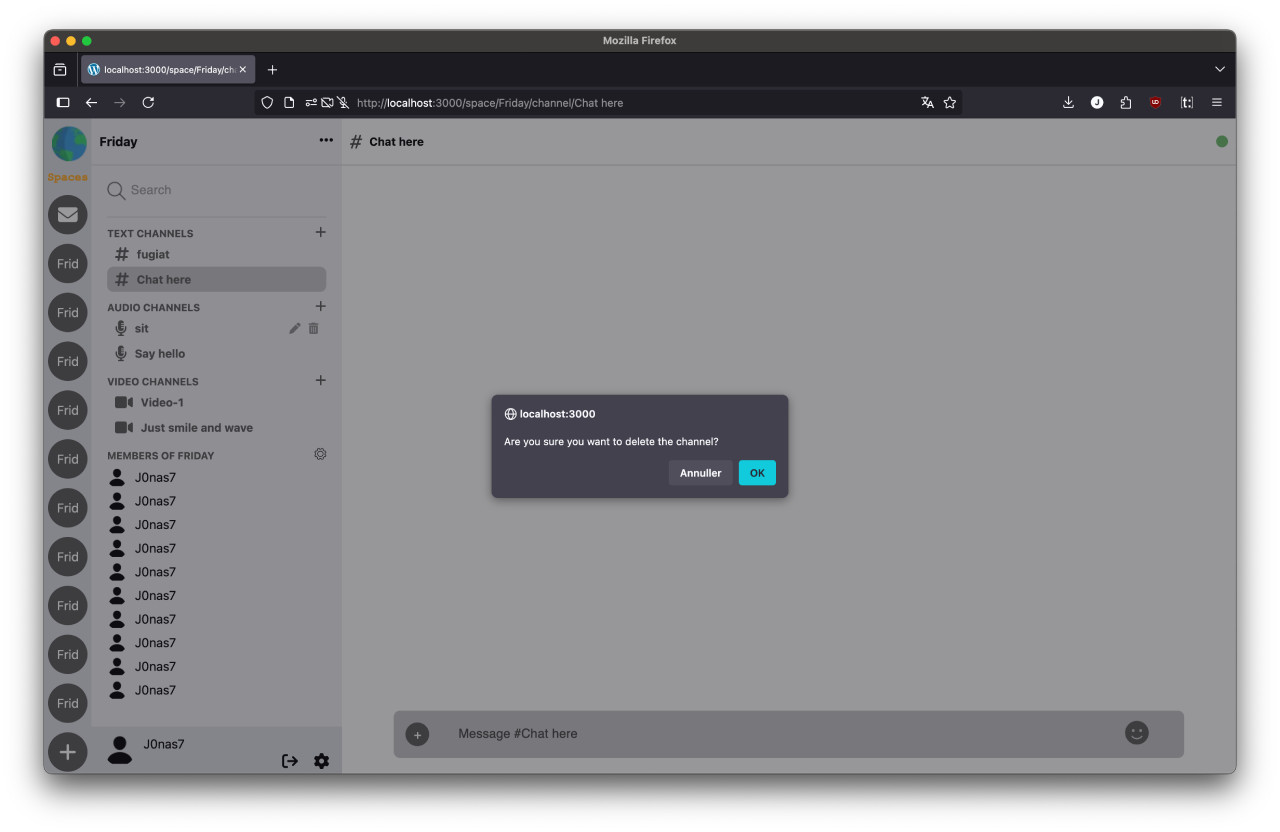 Mozilla Firefox
localhost:3000/space/Friday/ch
http://localhost:3000/space/Friday/channel/Chat here
Spaces
Frid
Frid
Frid
Frid
Frid
Frid
Frid
Frid
Frid
Frid
Friday
Search
TEXT CHANNELS
# fugiat
# Chat here
AUDIO CHANNELS
sit
Say hello
VIDEO CHANNELS
Video-1
Just smile and wave
MEMBERS OF FRIDAY
J0nas7
J0nas7
J0nas7
J0nas7
J0nas7
J0nas7
J0nas7
J0nas7
J0nas7
J0nas7
J0nas7
# Chat here
localhost:3000
Are you sure you want to delete the channel?
Annuller OK
Message #Chat here